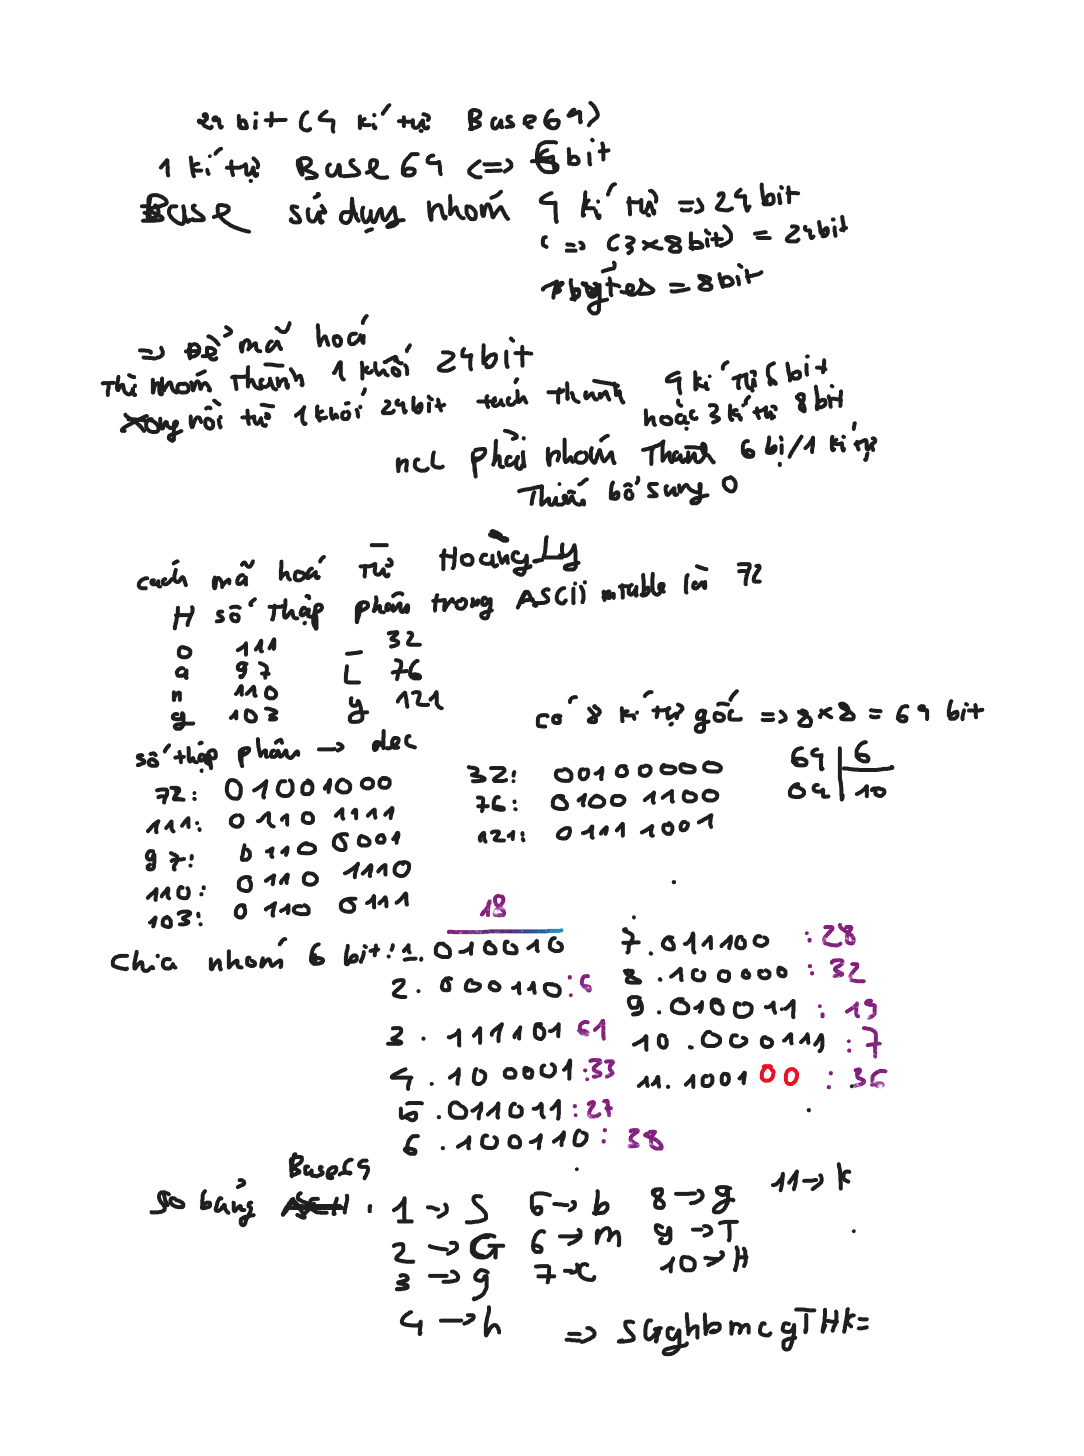 24 bit (4 kí tự Base64)
1 kí tự Base 64 <=> 6 bit
Base sử dụng nhóm 4 kí tự => 24 bit
( => (3 x 8 bit) = 24 bit
1 bytes = 8 bit
=> Để mã hoá
Thì nhóm thành 1 khối 24 bit
Xong rồi từ 1 khối 24 bit tách thành 4 kí tự 6 bit
hoặc 3 kí tự 8 bit
ncl phải nhóm thành 6 bị/1 kí tự
Thiếu bổ sung 0
cách mã hoá từ Hoang Ly
H số thập phân trong ASCII table là 72
o 111 _ 32
a 97 L 76
n 110 y 121
g 103
có 8 kí tự gốc => 8 x 8 = 64 bit
số thập phân -> dec
64 | 6
04 | 10
72: 01001000 32: 00100000
111: 0110 1111 76: 0100 1100
97: 0110 0001 121: 0111 1001
110: 0110 1110
103: 0110 0111
18
Chia nhóm 6 bit: 1. 010010 7. 011100 : 28
2. 000110 : 6 8. 100000 : 32
3. 111101 61 9. 010011 : 19
4. 10 0001 : 33 10. 000111 : 7
5. 011011 : 27 11. 1001 00 : 36
6. 100110 : 38
Base64
So bảng : 1 -> S 5 -> b 8 -> g 11 -> k
2 -> G 6 -> m 9 -> T
3 -> g 7 -> c 10 -> H
4 -> h
=> SGghbmcgTHk=